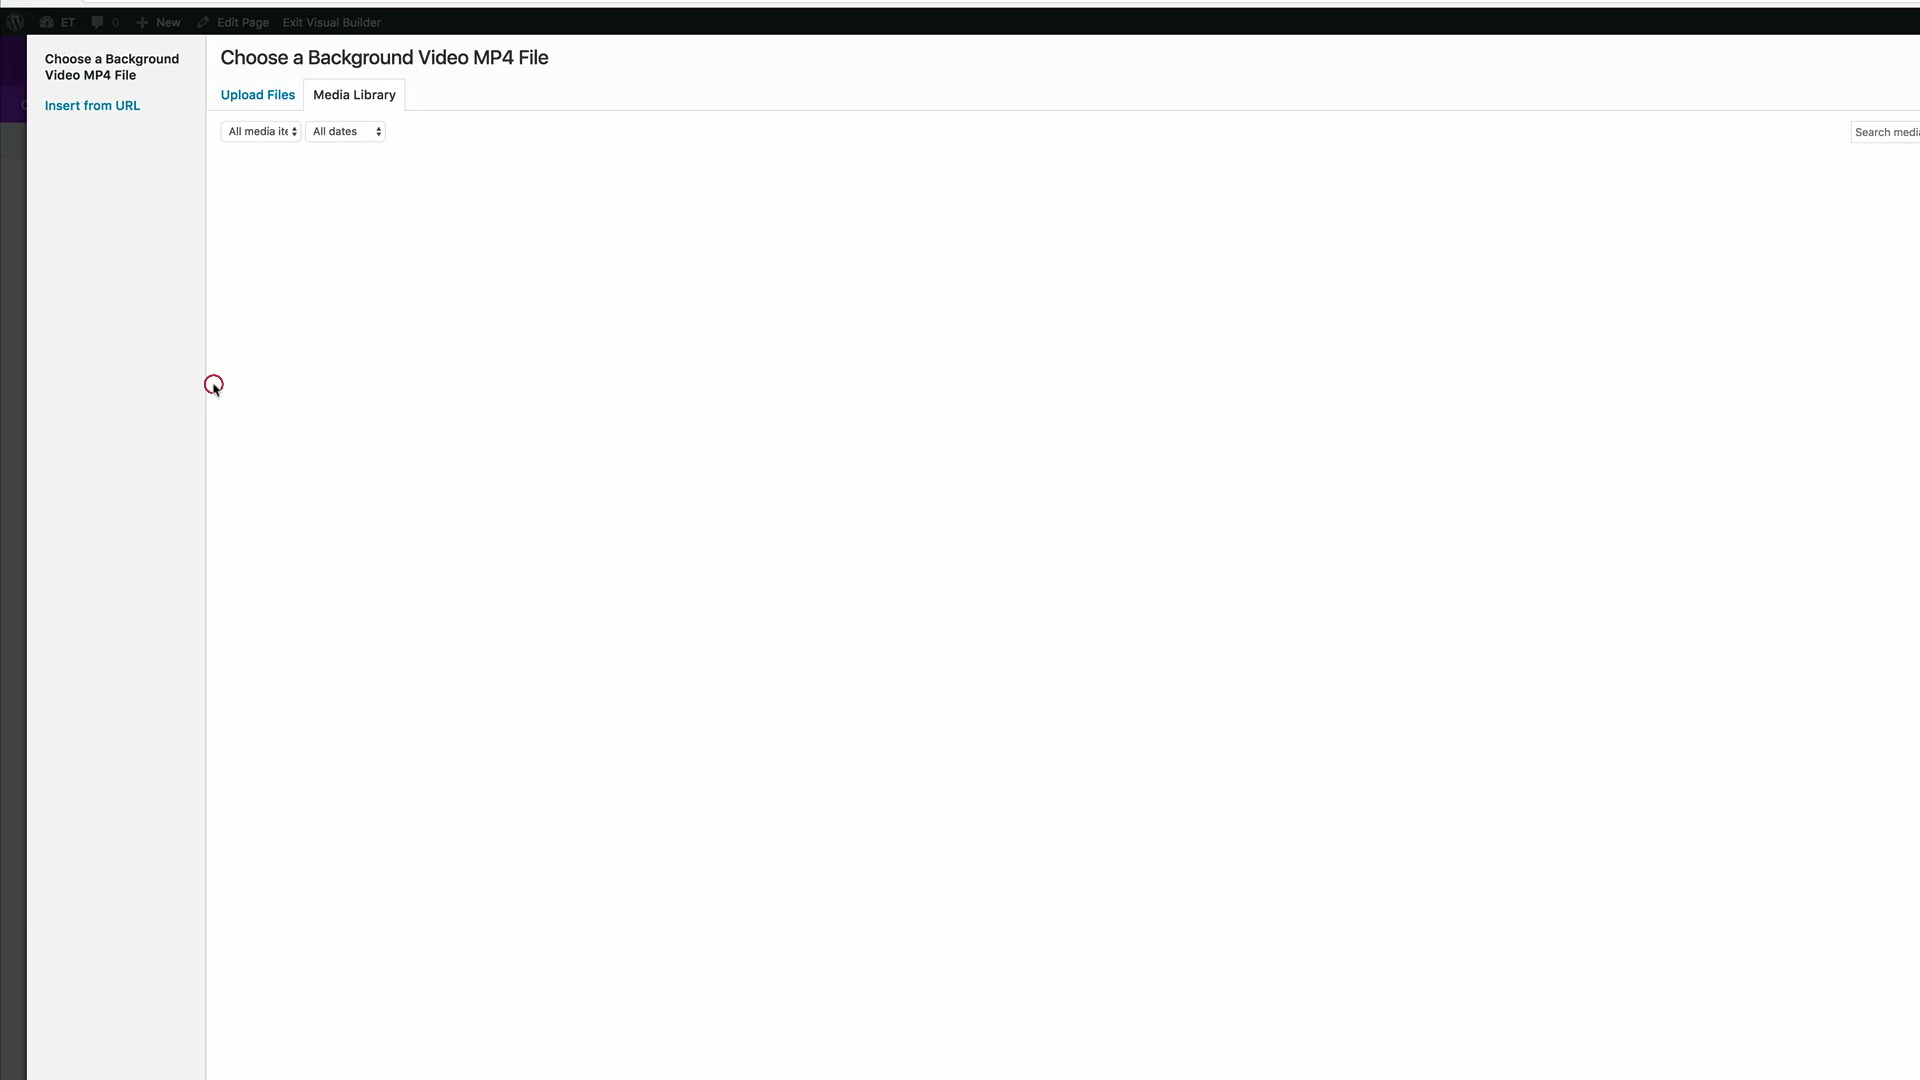 ET 0 New Edit Page Exit Visual Builder
Choose a Background
Video MP4 File
Insert from URL
Choose a Background Video MP4 File
Upload Files Media Library
All media ite All dates
Search media